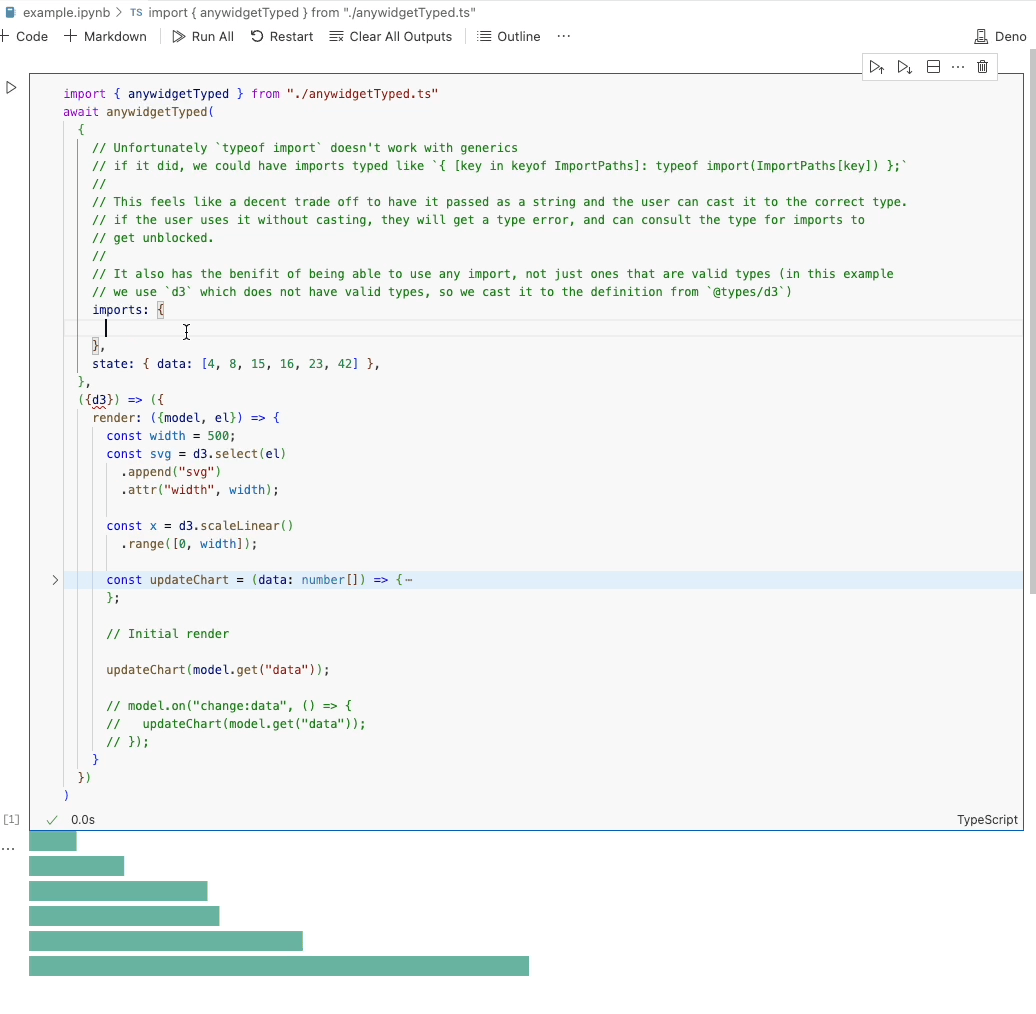 example.ipynb > TS import { anywidgetTyped } from "./anywidgetTyped.ts"
+ Code + Markdown Run All Restart Clear All Outputs Outline ··· Deno
···
import { anywidgetTyped } from "./anywidgetTyped.ts"
await anywidgetTyped(
  {
    // Unfortunately `typeof import` doesn't work with generics
    // if it did, we could have imports typed like `{ [key in keyof ImportPaths]: typeof import(ImportPaths[key]) };`
    //
    // This feels like a decent trade off to have it passed as a string and the user can cast it to the correct type.
    // if the user uses it without casting, they will get a type error, and can consult the type for imports to
    // get unblocked.
    //
    // It also has the benifit of being able to use any import, not just ones that are valid types (in this example
    // we use `d3` which does not have valid types, so we cast it to the definition from `@types/d3`)
    imports: {
    },
    state: { data: [4, 8, 15, 16, 23, 42] },
  },
  ({d3}) => ({
    render: ({model, el}) => {
      const width = 500;
      const svg = d3.select(el)
        .append("svg")
        .attr("width", width);
      const x = d3.scaleLinear()
        .range([0, width]);
      const updateChart = (data: number[]) => {···
      };
      // Initial render
      updateChart(model.get("data"));
      // model.on("change:data", () => {
      //   updateChart(model.get("data"));
      // });
    }
  })
)
[1] ✓ 0.0s TypeScript
···